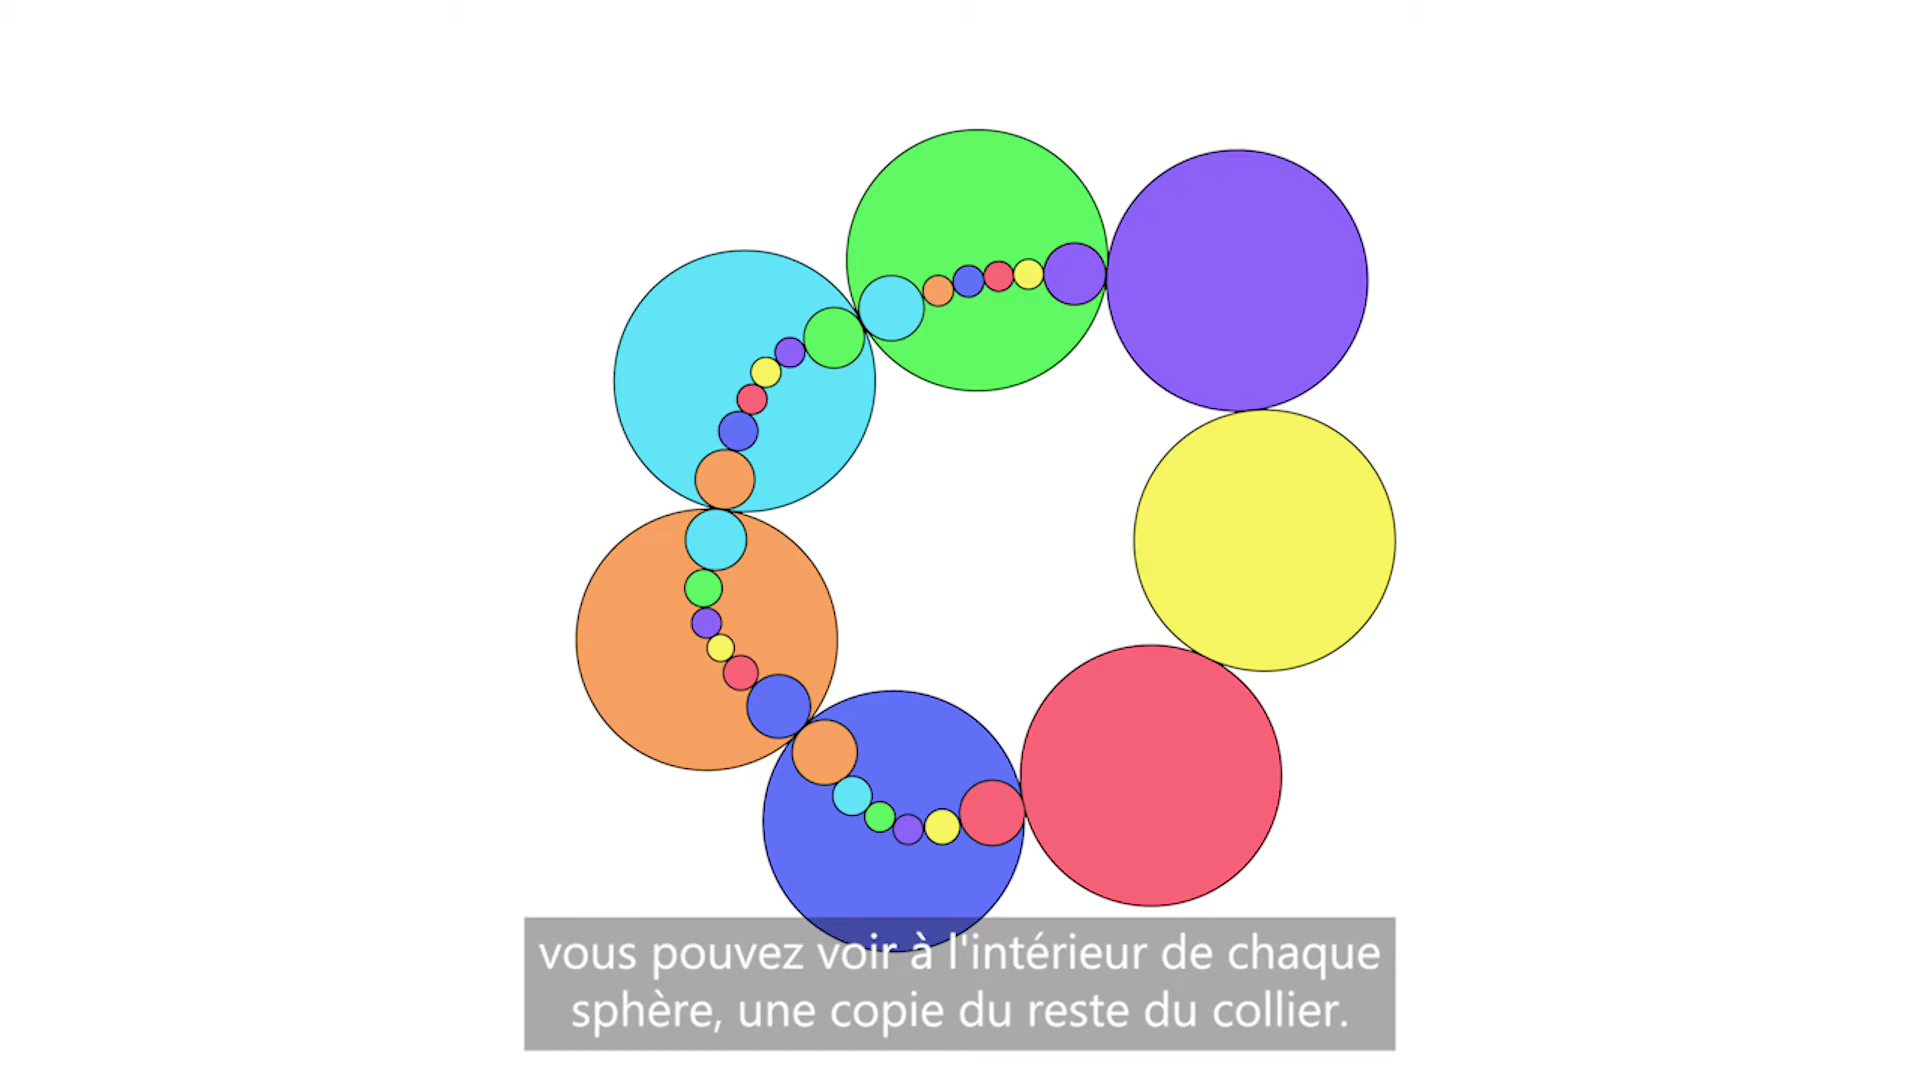 vous pouvez voir à l'intérieur de chaque
sphère, une copie du reste du collier.